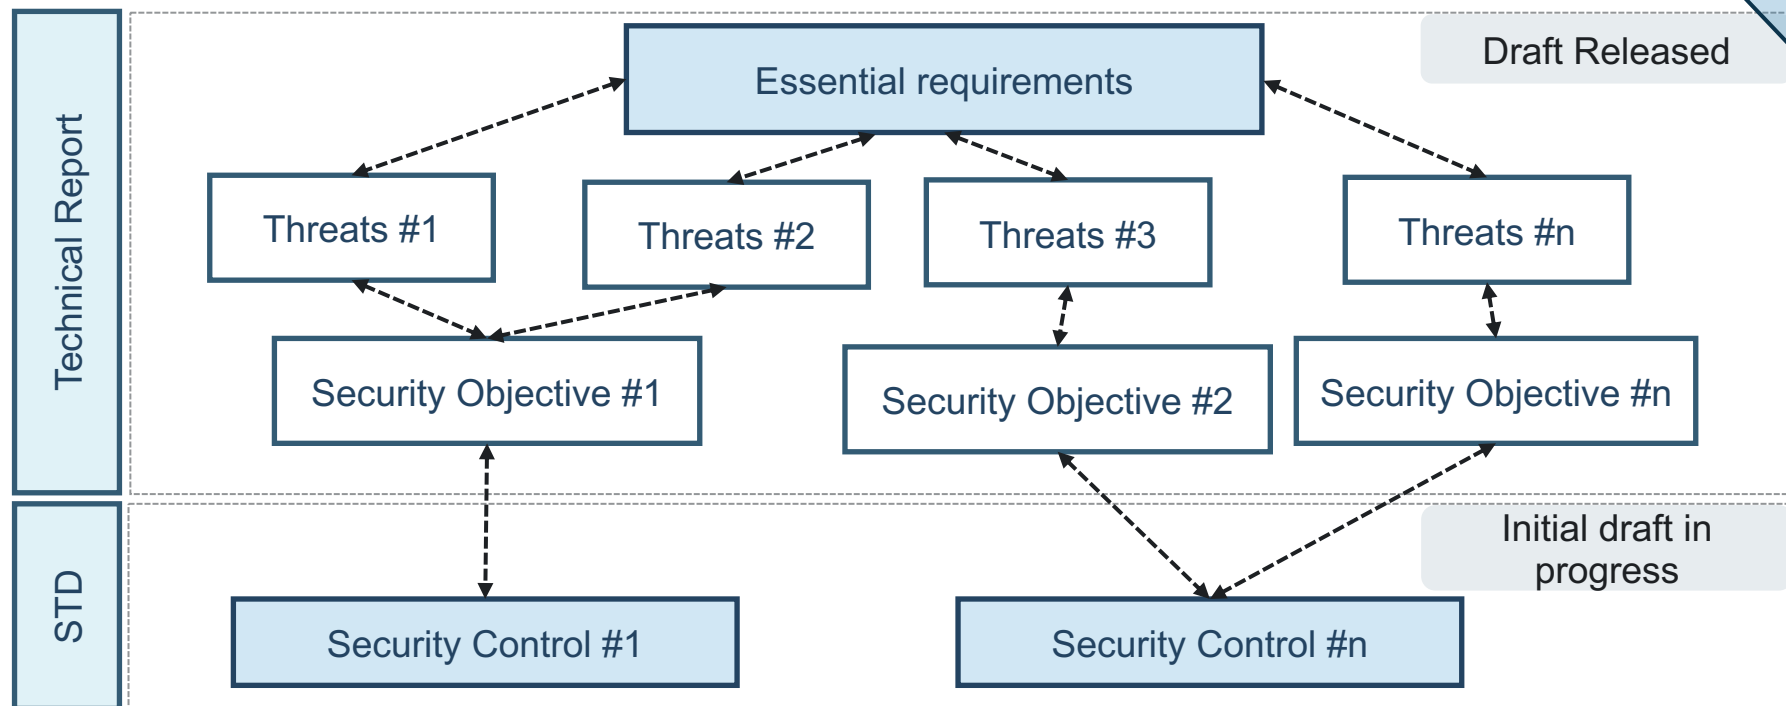 Technical Report
Draft Released
Essential requirements
Threats #1
Threats #2
Threats #3
Threats #n
Security Objective #1
Security Objective #2
Security Objective #n
STD
Initial draft in
progress
Security Control #1
Security Control #n